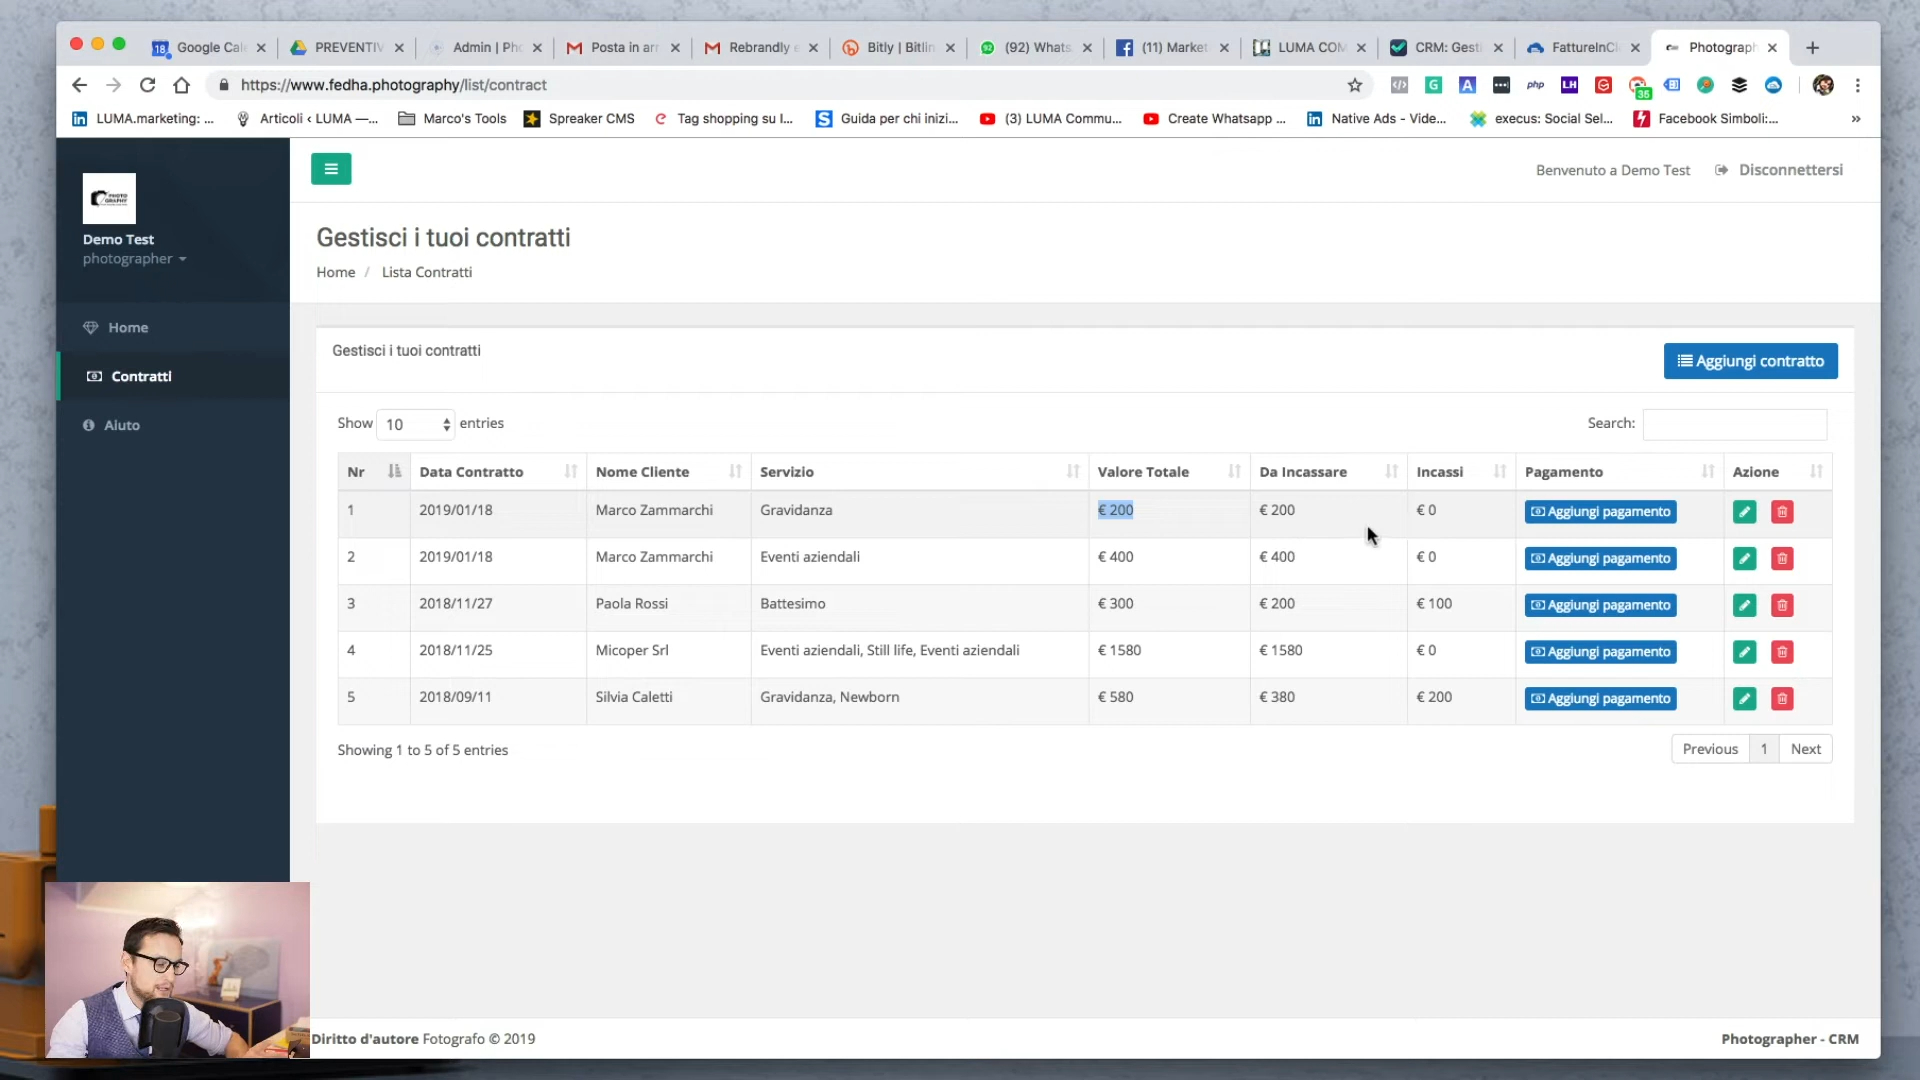 Google Cal
PREVENTIV
Admin | Ph
Posta in arr
Rebrandly
Bitly | Bitlin
(92) Whats
(11) Market
LUMA COM
CRM: Gesti
FattureInCl
Photograph
https://www.fedha.photography/list/contract
php
LH
36
LUMA.marketing: ...
Articoli ‹ LUMA —...
Marco's Tools
Spreaker CMS
Tag shopping su I...
Guida per chi inizi...
(3) LUMA Commu...
Create Whatsapp ...
Native Ads - Vide...
execus: Social Sel...
Facebook Simboli:...
»
PHOTO
GRAPHY
Demo Test
photographer
Home
Contratti
Aiuto
Benvenuto a Demo Test
Disconnettersi
Gestisci i tuoi contratti
Home / Lista Contratti
Gestisci i tuoi contratti
Aggiungi contratto
Show 10 entries
Search:
Nr Data Contratto Nome Cliente Servizio Valore Totale Da Incassare Incassi Pagamento Azione
1 2019/01/18 Marco Zammarchi Gravidanza € 200 € 200 € 0 Aggiungi pagamento
2 2019/01/18 Marco Zammarchi Eventi aziendali € 400 € 400 € 0 Aggiungi pagamento
3 2018/11/27 Paola Rossi Battesimo € 300 € 200 € 100 Aggiungi pagamento
4 2018/11/25 Micoper Srl Eventi aziendali, Still life, Eventi aziendali € 1580 € 1580 € 0 Aggiungi pagamento
5 2018/09/11 Silvia Caletti Gravidanza, Newborn € 580 € 380 € 200 Aggiungi pagamento
Showing 1 to 5 of 5 entries
Previous 1 Next
Diritto d'autore Fotografo © 2019
Photographer - CRM